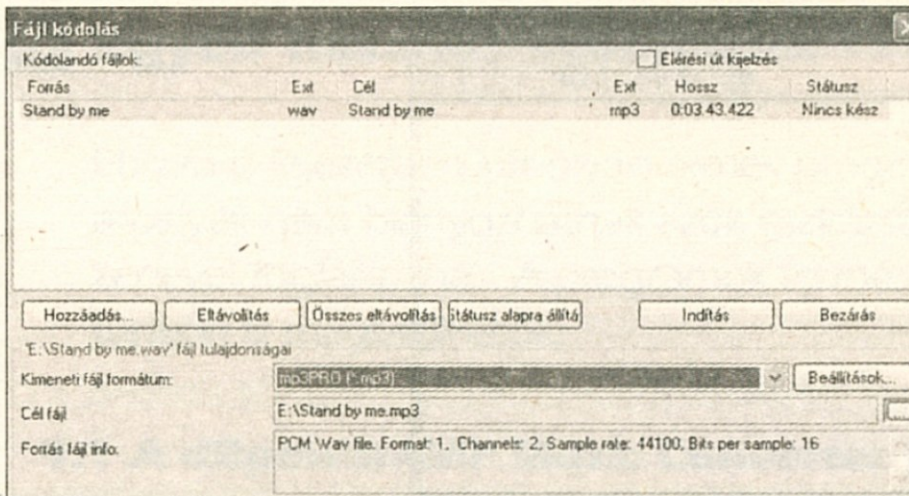 Fájl kódolás
Kódolandó fájlok:
Elérési út kijelzés
Forrás Ext Cél Ext Hossz Státusz
Stand by me wav Stand by me mp3 0:03.43.422 Nincs kész
Hozzáadás... Eltávolítás Összes eltávolítás Státusz alapra állítá Indítás Bezárás
'E:\Stand by me.wav' fájl tulajdonságai
Kimeneti fájl formátum: mp3PRO (*.mp3) Beállítások...
Cél fájl E:\Stand by me.mp3 ...
Forrás fájl info: PCM Wav file. Format: 1, Channels: 2, Sample rate: 44100, Bits per sample: 16